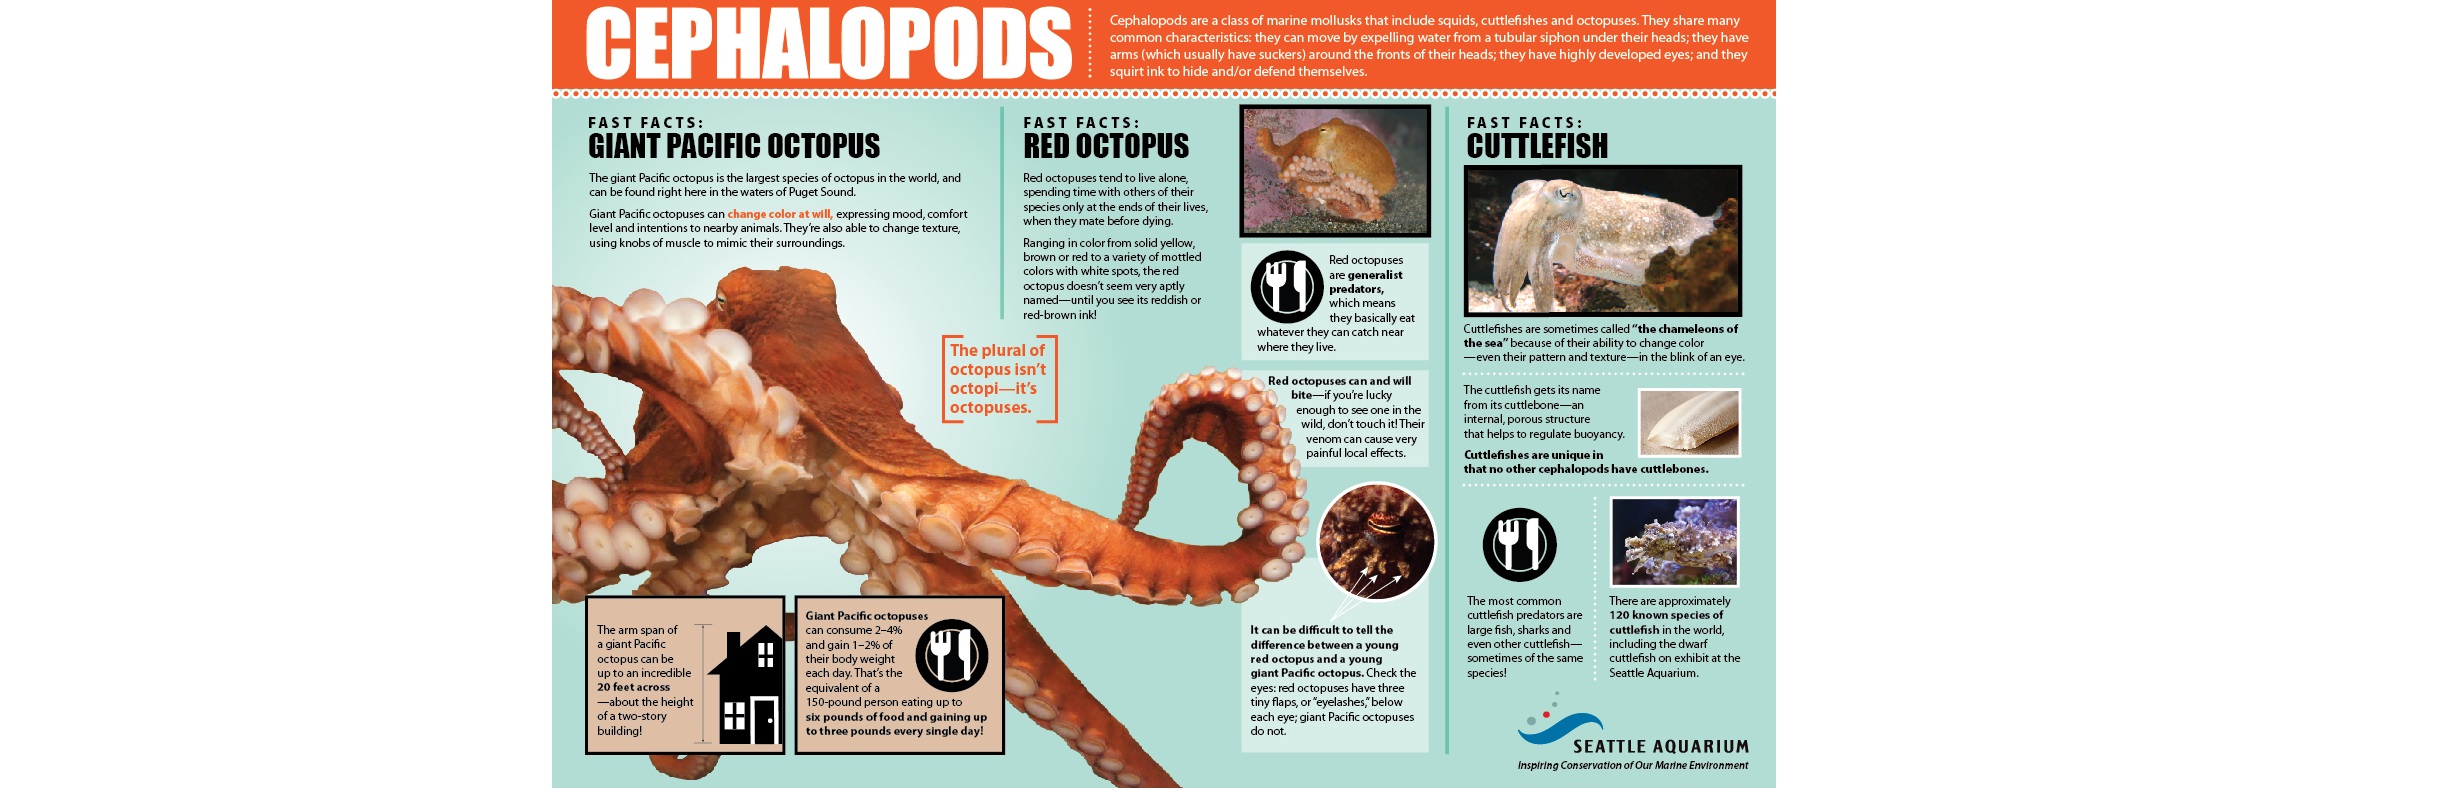 CEPHALOPODS
Cephalopods are a class of marine mollusks that include squids, cuttlefishes and octopuses. They share many
common characteristics: they can move by expelling water from a tubular siphon under their heads; they have
arms (which usually have suckers) around the fronts of their heads; they have highly developed eyes; and they
squirt ink to hide and/or defend themselves.
FAST FACTS:
GIANT PACIFIC OCTOPUS
The giant Pacific octopus is the largest species of octopus in the world, and
can be found right here in the waters of Puget Sound.
Giant Pacific octopuses can change color at will, expressing mood, comfort
level and intentions to nearby animals. They're also able to change texture,
using knobs of muscle to mimic their surroundings.
The plural of
octopus isn't
octopi—it's
octopuses.
The arm span of
a giant Pacific
octopus can be
up to an incredible
20 feet across
—about the height
of a two-story
building!
Giant Pacific octopuses
can consume 2–4%
and gain 1–2% of
their body weight
each day. That's the
equivalent of a
150-pound person eating up to
six pounds of food and gaining up
to three pounds every single day!
FAST FACTS:
RED OCTOPUS
Red octopuses tend to live alone,
spending time with others of their
species only at the ends of their lives,
when they mate before dying.
Ranging in color from solid yellow,
brown or red to a variety of mottled
colors with white spots, the red
octopus doesn't seem very aptly
named—until you see its reddish or
red-brown ink!
Red octopuses
are generalist
predators,
which means
they basically eat
whatever they can catch near
where they live.
Red octopuses can and will
bite—if you're lucky
enough to see one in the
wild, don't touch it! Their
venom can cause very
painful local effects.
It can be difficult to tell the
difference between a young
red octopus and a young
giant Pacific octopus. Check the
eyes: red octopuses have three
tiny flaps, or "eyelashes," below
each eye; giant Pacific octopuses
do not.
FAST FACTS:
CUTTLEFISH
Cuttlefishes are sometimes called "the chameleons of
the sea" because of their ability to change color
—even their pattern and texture—in the blink of an eye.
The cuttlefish gets its name
from its cuttlebone—an
internal, porous structure
that helps to regulate buoyancy.
Cuttlefishes are unique in
that no other cephalopods have cuttlebones.
The most common
cuttlefish predators are
large fish, sharks and
even other cuttlefish—
sometimes of the same
species!
There are approximately
120 known species of
cuttlefish in the world,
including the dwarf
cuttlefish on exhibit at the
Seattle Aquarium.
SEATTLE AQUARIUM
Inspiring Conservation of Our Marine Environment